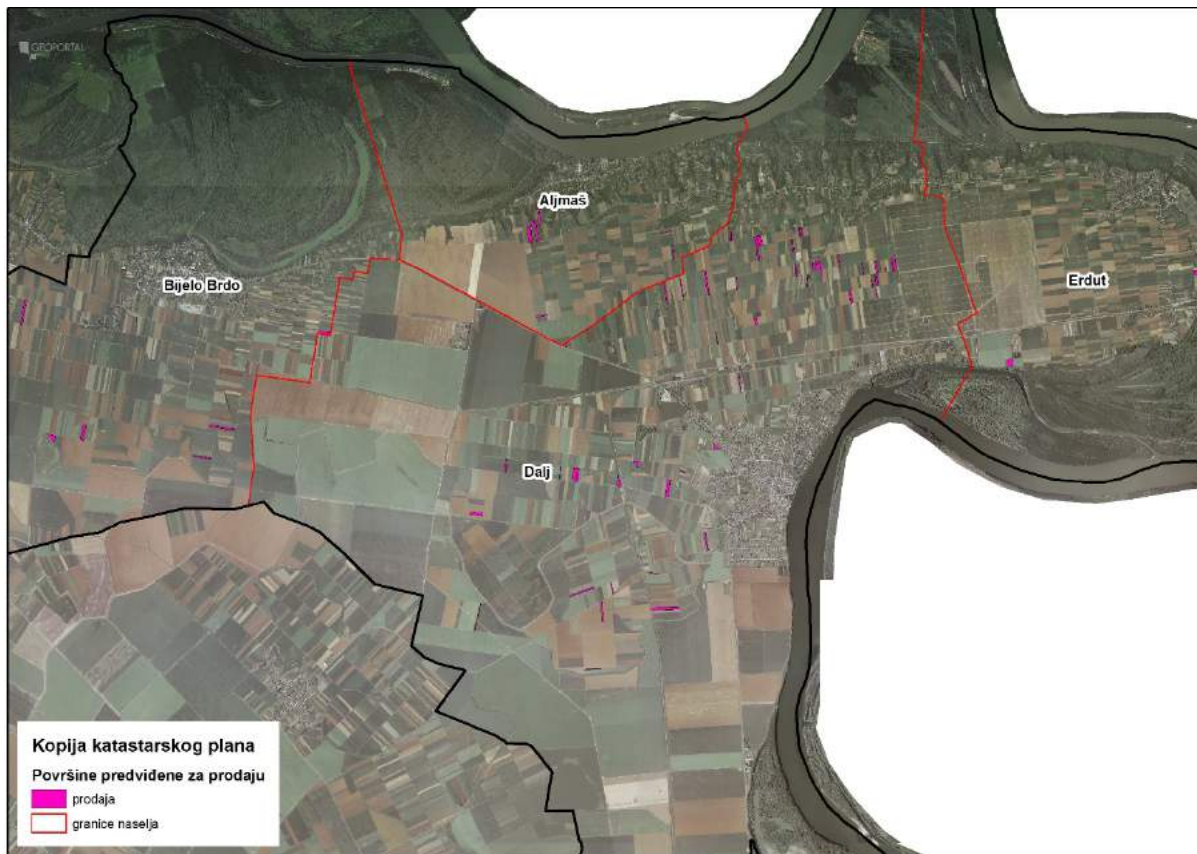 GEOPORTAL
Aljmaš
Bijelo Brdo
Erdut
Dalj
Kopija katastarskog plana
Površine predviđene za prodaju
prodaja
granice naselja